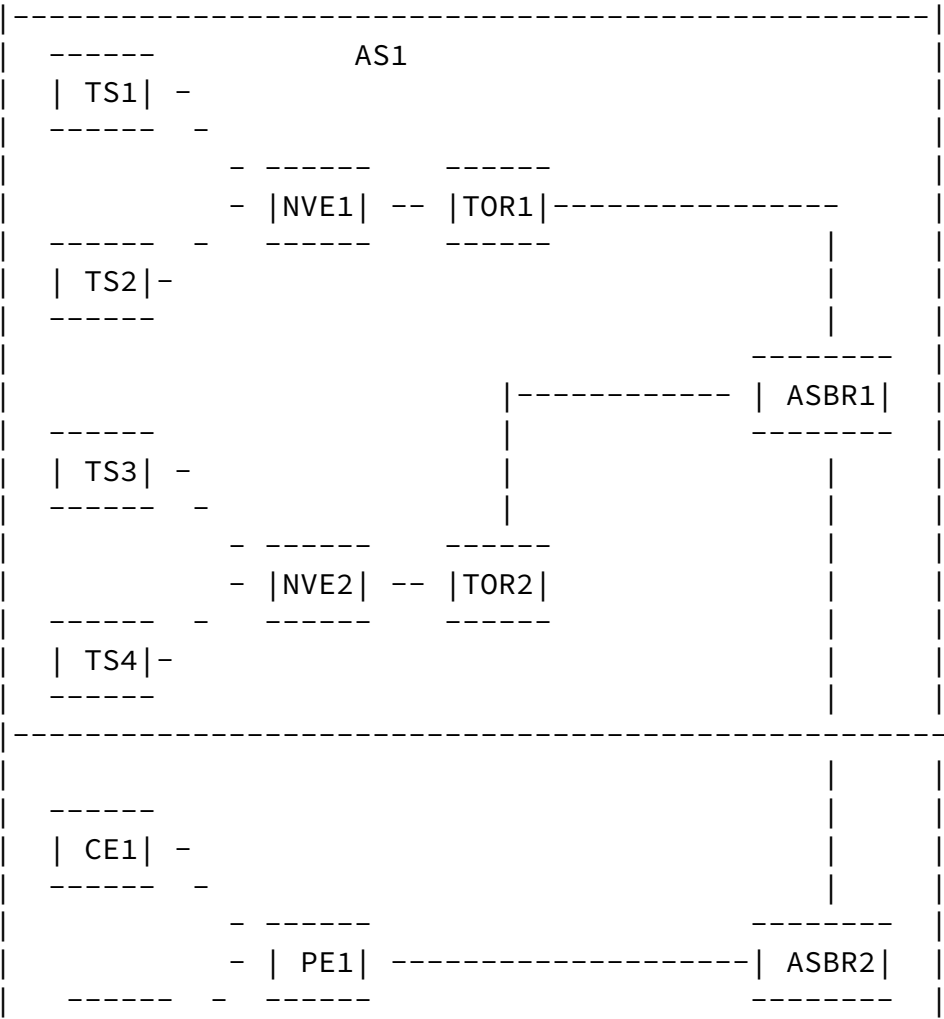 AS1
TS1
NVE1 TOR1
TS2
ASBR1
TS3
NVE2 TOR2
TS4
CE1
PE1 ASBR2